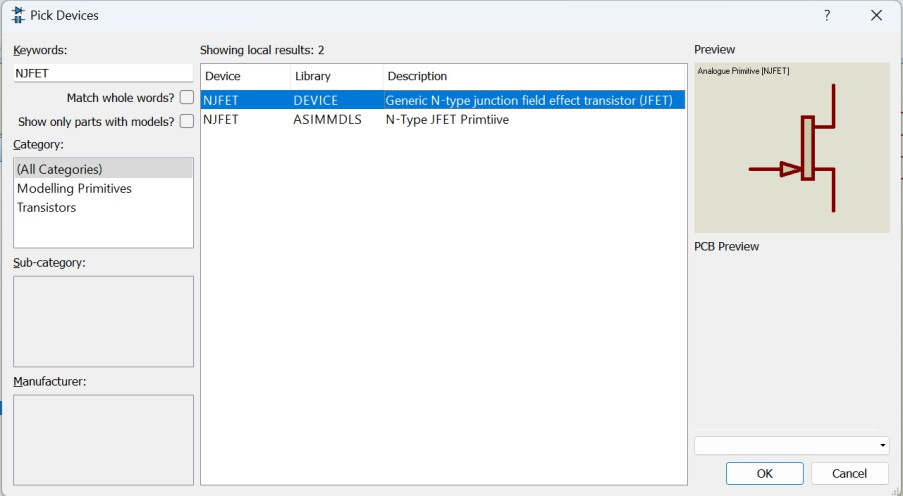 Pick Devices
?
Keywords:
NJFET
Match whole words?
Show only parts with models?
Category:
(All Categories)
Modelling Primitives
Transistors
Sub-category:
Manufacturer:
Showing local results: 2
Device Library Description
NJFET DEVICE Generic N-type junction field effect transistor (JFET)
NJFET ASIMMDLS N-Type JFET Primtiive
Preview
Analogue Primitive [NJFET]
PCB Preview
OK Cancel